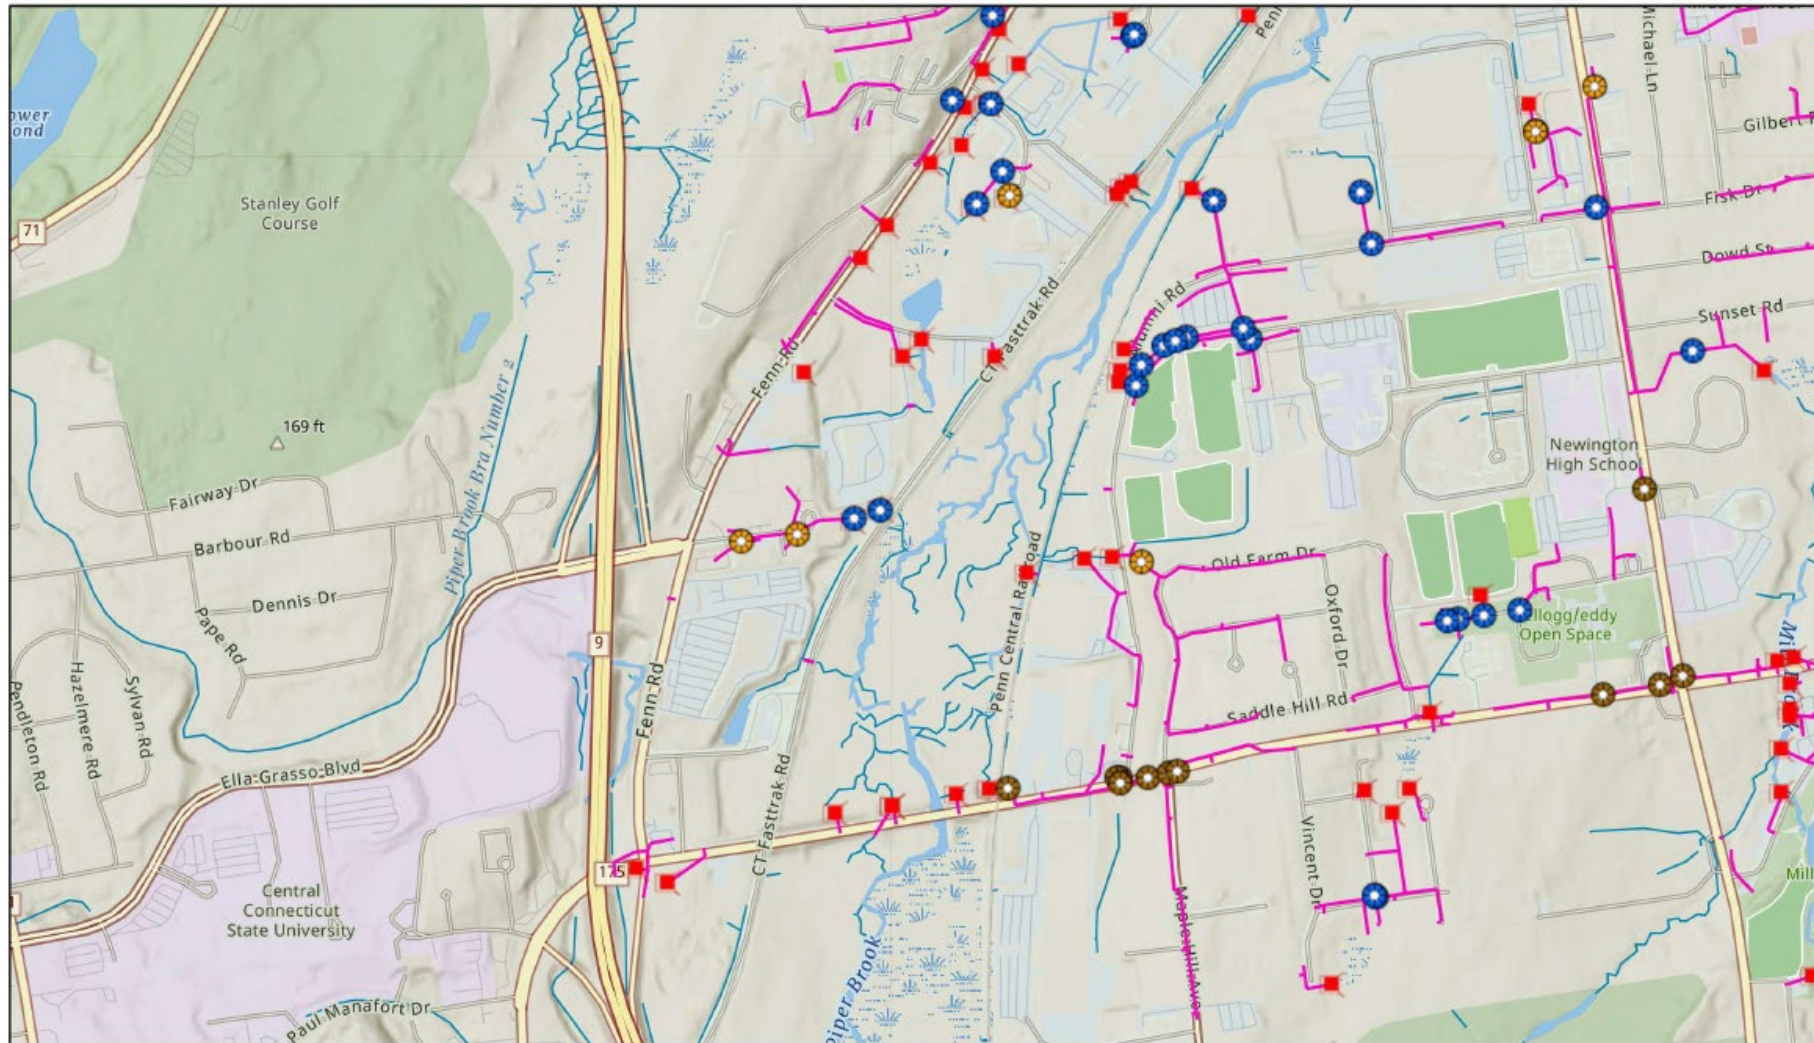 Michael Ln
Gilbert
Fisk Dr
Dowd St
Sunset Rd
71
Stanley Golf
Course
169 ft
Fenn Rd
CT Fasttrak Rd
Alumni Rd
Newington
High School
Fairway Dr
Barbour Rd
Piper Brook Bra Number 2
Dennis Dr
Pape Rd
Penn Central Railroad
Old Farm Dr
Oxford Dr
Open Space
9
Fenn Rd
Pendleton Rd
Hazelmere Rd
Sylvan Rd
Saddle Hill Rd
Ella Grasso Blvd
CT Fasttrak Rd
175
Vincent Dr
Maple Hill Ave
Central
Connecticut
State University
Piper Brook
Paul Manafort Dr
Mill